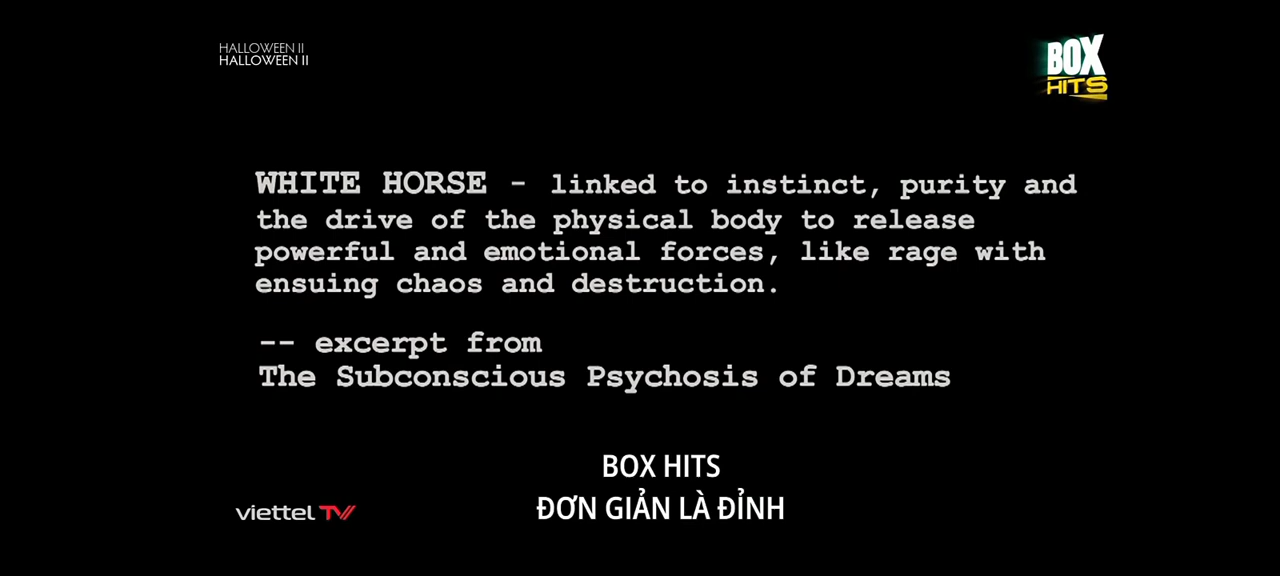 HALLOWEEN II
HALLOWEEN II
BOX
HITS
WHITE HORSE - linked to instinct, purity and
the drive of the physical body to release
powerful and emotional forces, like rage with
ensuing chaos and destruction.
-- excerpt from
The Subconscious Psychosis of Dreams
BOX HITS
ĐƠN GIẢN LÀ ĐỈNH
viettel TV